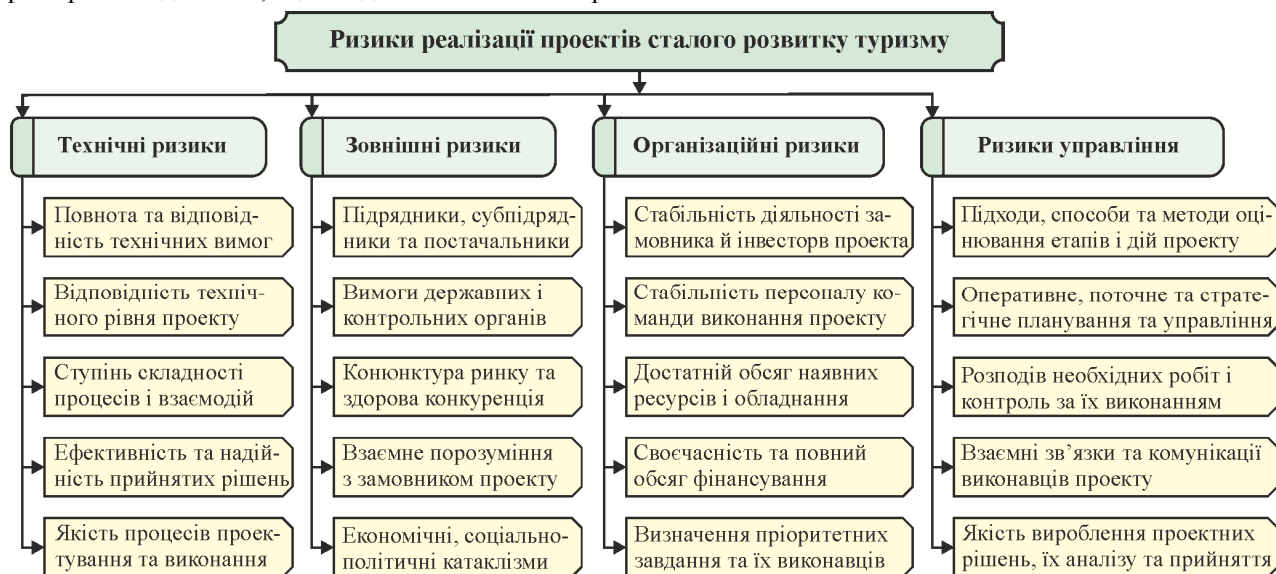 Ризики реалізації проектів сталого розвитку туризму
Технічні ризики
Повнота та відповід-
ність технічних вимог
Відповідність техніч-
ного рівня проекту
Ступінь складності
процесів і взаємодій
Ефективність та надій-
ність прийнятих рішень
Якість процесів проек-
тування та виконання
Зовнішні ризики
Підрядники, субпідряд-
ники та постачальники
Вимоги державних і
контрольних органів
Конюнктура ринку та
здорова конкуренція
Взаємне порозуміння
з замовником проекту
Економічні, соціально-
політичні катаклізми
Організаційні ризики
Стабільність діяльності за-
мовника й інвесторв проекта
Стабільність персоналу ко-
манди виконання проекту
Достатній обсяг наявних
ресурсів і обладнання
Своєчасність та повний
обсяг фінансування
Визначення пріоритетних
завдання та їх виконавців
Ризики управління
Підходи, способи та методи оці-
нювання етапів і дій проекту
Оперативне, поточне та страте-
гічне планування та управління
Розподів необхідних робіт і
контроль за їх виконанням
Взаємні зв’язки та комунікації
виконавців проекту
Якість вироблення проектних
рішень, їх аналізу та прийняття